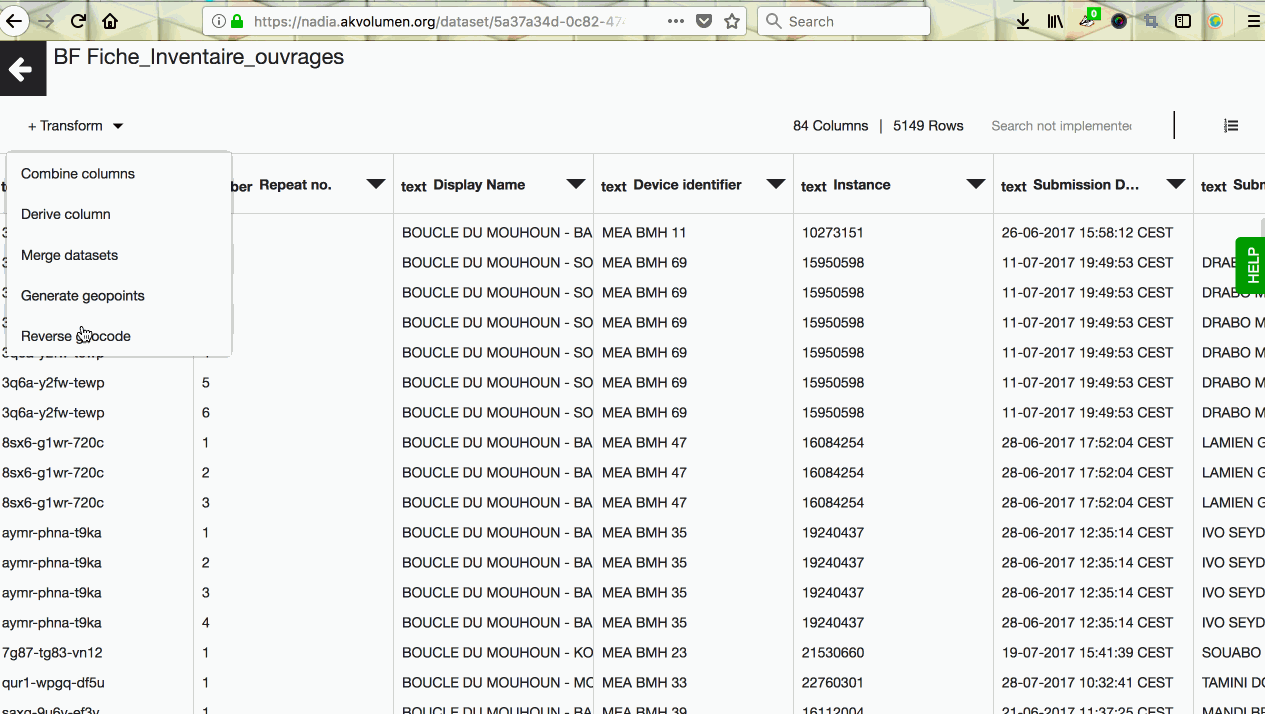 https://nadia.akvolumen.org/dataset/5a37a34d-0c82-474
Search
0
BF Fiche_Inventaire_ouvrages
+ Transform
84 Columns | 5149 Rows
Search not implemented
Combine columns
Derive column
Merge datasets
Generate geopoints
Reverse geocode
ber Repeat no.
text Display Name
text Device identifier
text Instance
text Submission D...
text Subm
BOUCLE DU MOUHOUN - BA MEA BMH 11 10273151 26-06-2017 15:58:12 CEST
BOUCLE DU MOUHOUN - SO MEA BMH 69 15950598 11-07-2017 19:49:53 CEST DRAB
BOUCLE DU MOUHOUN - SO MEA BMH 69 15950598 11-07-2017 19:49:53 CEST DRABO M
BOUCLE DU MOUHOUN - SO MEA BMH 69 15950598 11-07-2017 19:49:53 CEST DRABO M
3q6a-y2fw-tewp BOUCLE DU MOUHOUN - SO MEA BMH 69 15950598 11-07-2017 19:49:53 CEST DRABO M
3q6a-y2fw-tewp 5 BOUCLE DU MOUHOUN - SO MEA BMH 69 15950598 11-07-2017 19:49:53 CEST DRABO M
3q6a-y2fw-tewp 6 BOUCLE DU MOUHOUN - SO MEA BMH 69 15950598 11-07-2017 19:49:53 CEST DRABO M
8sx6-g1wr-720c 1 BOUCLE DU MOUHOUN - BA MEA BMH 47 16084254 28-06-2017 17:52:04 CEST LAMIEN G
8sx6-g1wr-720c 2 BOUCLE DU MOUHOUN - BA MEA BMH 47 16084254 28-06-2017 17:52:04 CEST LAMIEN G
8sx6-g1wr-720c 3 BOUCLE DU MOUHOUN - BA MEA BMH 47 16084254 28-06-2017 17:52:04 CEST LAMIEN G
aymr-phna-t9ka 1 BOUCLE DU MOUHOUN - BA MEA BMH 35 19240437 28-06-2017 12:35:14 CEST IVO SEYD
aymr-phna-t9ka 2 BOUCLE DU MOUHOUN - BA MEA BMH 35 19240437 28-06-2017 12:35:14 CEST IVO SEYD
aymr-phna-t9ka 3 BOUCLE DU MOUHOUN - BA MEA BMH 35 19240437 28-06-2017 12:35:14 CEST IVO SEYD
aymr-phna-t9ka 4 BOUCLE DU MOUHOUN - BA MEA BMH 35 19240437 28-06-2017 12:35:14 CEST IVO SEYD
7g87-tg83-vn12 1 BOUCLE DU MOUHOUN - KO MEA BMH 23 21530660 19-07-2017 15:41:39 CEST SOUABO
qur1-wpgq-df5u 1 BOUCLE DU MOUHOUN - MO MEA BMH 33 22760301 28-07-2017 10:32:41 CEST TAMINI DO
saxq-9u6y-ef3v 1 BOUCLE DU MOUHOUN - BA MEA BMH 39 16112004 21-06-2017 11:37:25 CEST MANDI BE
HELP